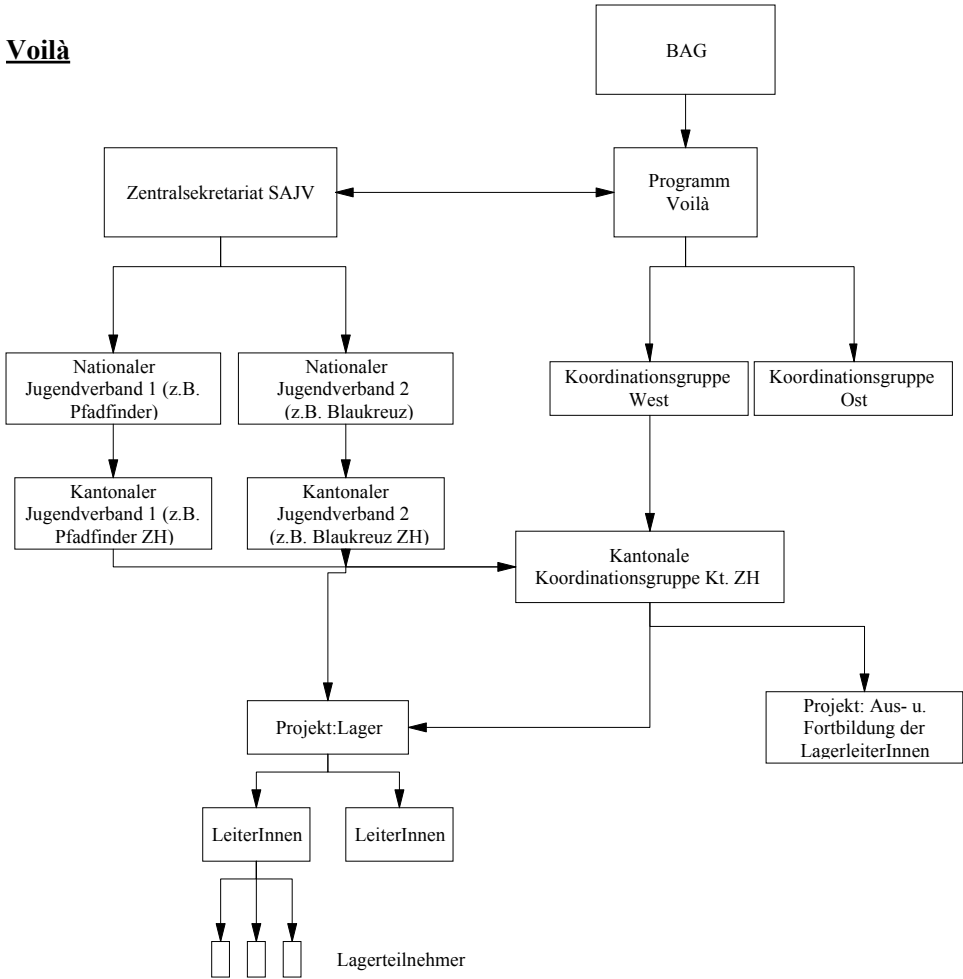 Voilà
BAG
Zentralsekretariat SAJV
Programm
Voilà
Nationaler
Jugendverband 1 (z.B.
Pfadfinder)
Nationaler
Jugendverband 2
(z.B. Blaukreuz)
Koordinationsgruppe
West
Koordinationsgruppe
Ost
Kantonaler
Jugendverband 1 (z.B.
Pfadfinder ZH)
Kantonaler
Jugendverband 2
(z.B. Blaukreuz ZH)
Kantonale
Koordinationsgruppe Kt. ZH
Projekt:Lager
Projekt: Aus- u.
Fortbildung der
LagerleiterInnen
LeiterInnen
LeiterInnen
Lagerteilnehmer